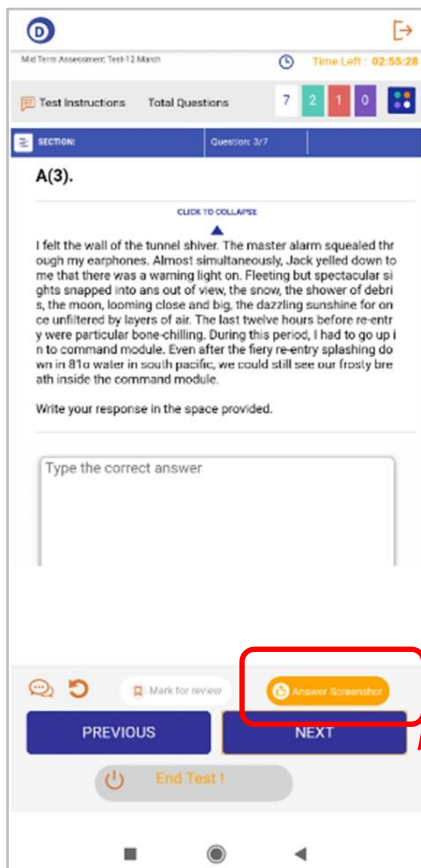 D
Mid Term Assessment Test-12 March
Time Left : 02:55:28
Test Instructions Total Questions 7 2 1 0
SECTION: Question: 3/7
A(3).
CLICK TO COLLAPSE
I felt the wall of the tunnel shiver. The master alarm squealed thr
ough my earphones. Almost simultaneously, Jack yelled down to
me that there was a warning light on. Fleeting but spectacular si
ghts snapped into ans out of view, the snow, the shower of debri
s, the moon, looming close and big, the dazzling sunshine for on
ce unfiltered by layers of air. The last twelve hours before re-entr
y were particular bone-chilling. During this period, I had to go up i
n to command module. Even after the fiery re-entry splashing do
wn in 81o water in south pacific, we could still see our frosty bre
ath inside the command module.
Write your response in the space provided.
Type the correct answer
Mark for review
Answer Screenshot
PREVIOUS NEXT
End Test !